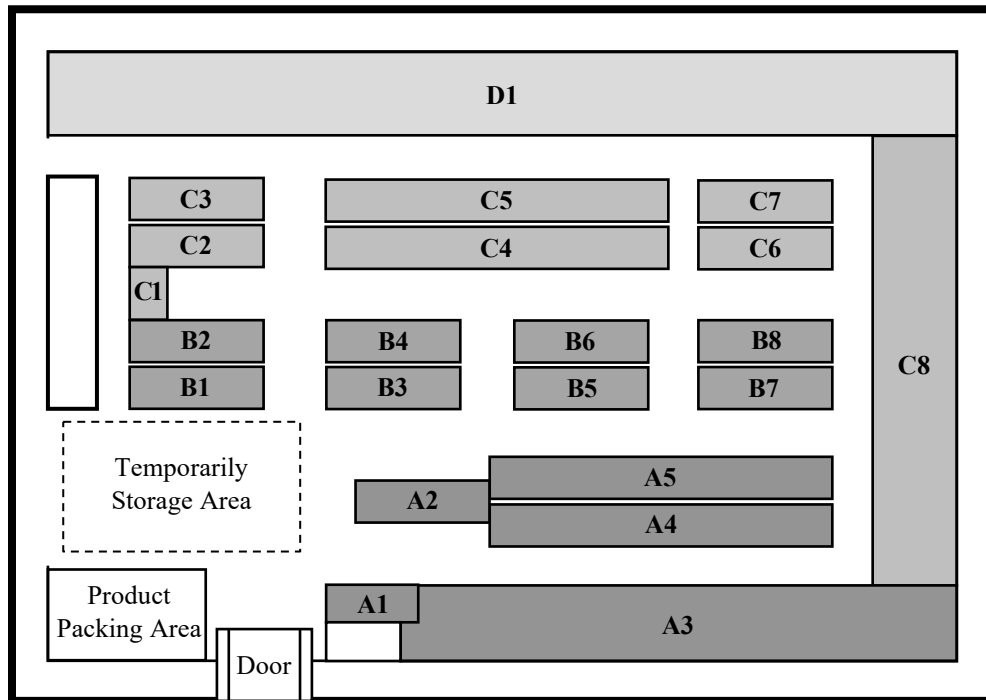 D1
C3
C5
C7
C2
C4
C6
C1
B2
B4
B6
B8
C8
B1
B3
B5
B7
Temporarily
Storage Area
A5
A2
A4
Product
Packing Area
A1
A3
Door